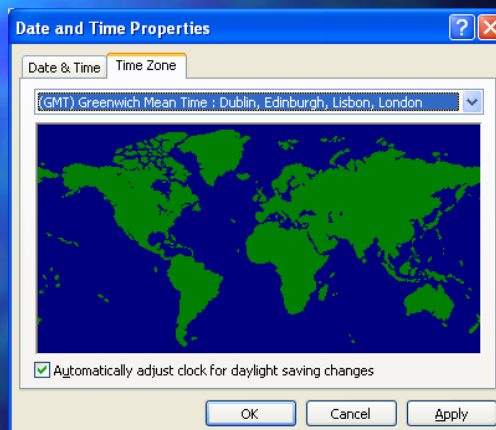 Date and Time Properties
Date & Time Time Zone
(GMT) Greenwich Mean Time : Dublin, Edinburgh, Lisbon, London
Automatically adjust clock for daylight saving changes
OK Cancel Apply